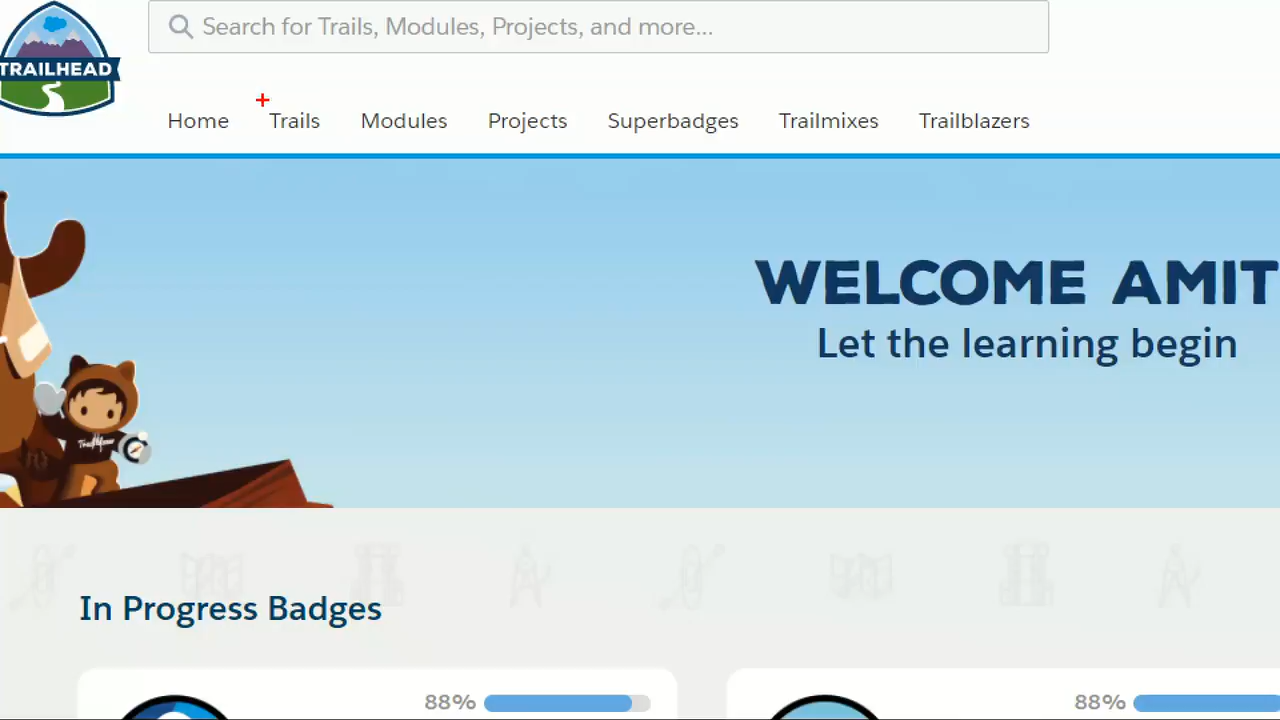 TRAILHEAD
Search for Trails, Modules, Projects, and more...
Home Trails Modules Projects Superbadges Trailmixes Trailblazers
WELCOME AMIT
Let the learning begin
In Progress Badges
88% 88%